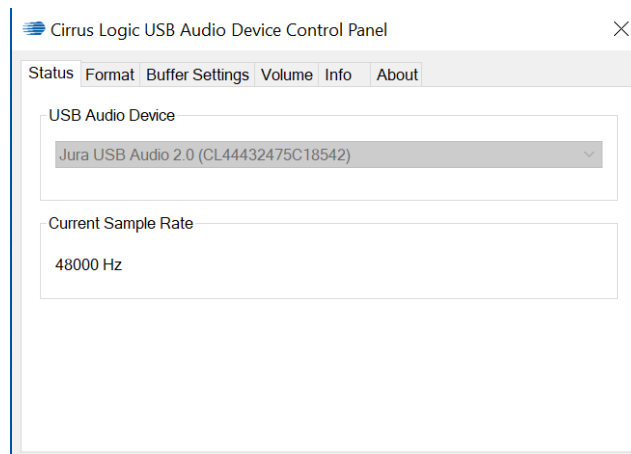 Cirrus Logic USB Audio Device Control Panel
Status Format Buffer Settings Volume Info About
USB Audio Device
Jura USB Audio 2.0 (CL44432475C18542)
Current Sample Rate
48000 Hz